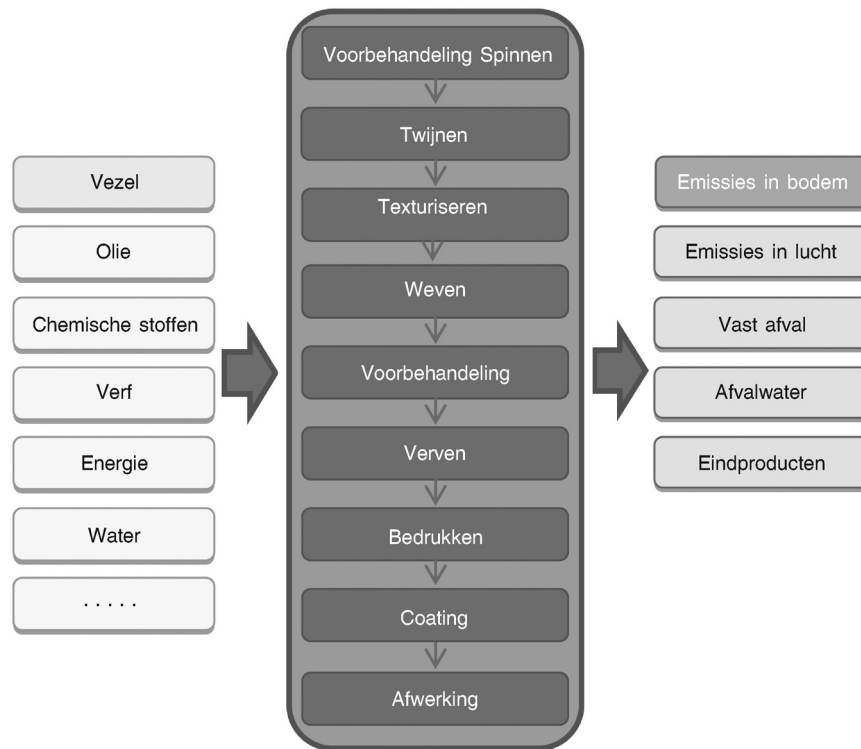 Vezel
Olie
Chemische stoffen
Verf
Energie
Water
. . . . .
Voorbehandeling Spinnen
Twijnen
Texturiseren
Weven
Voorbehandeling
Verven
Bedrukken
Coating
Afwerking
Emissies in bodem
Emissies in lucht
Vast afval
Afvalwater
Eindproducten